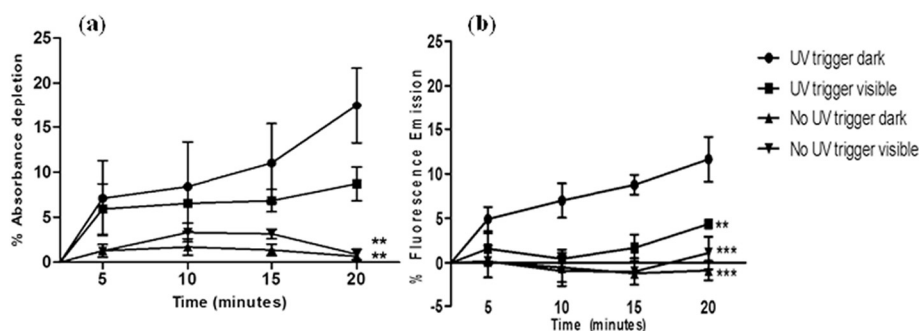 (a)
% Absorbance depletion
25
20
15
10
5
0
5
10
15
20
Time (minutes)
**
**
(b)
% Fluorescence Emission
25
20
15
10
5
0
-5
5
10
15
20
Time (minutes)
**
***
***
UV trigger dark
UV trigger visible
No UV trigger dark
No UV trigger visible